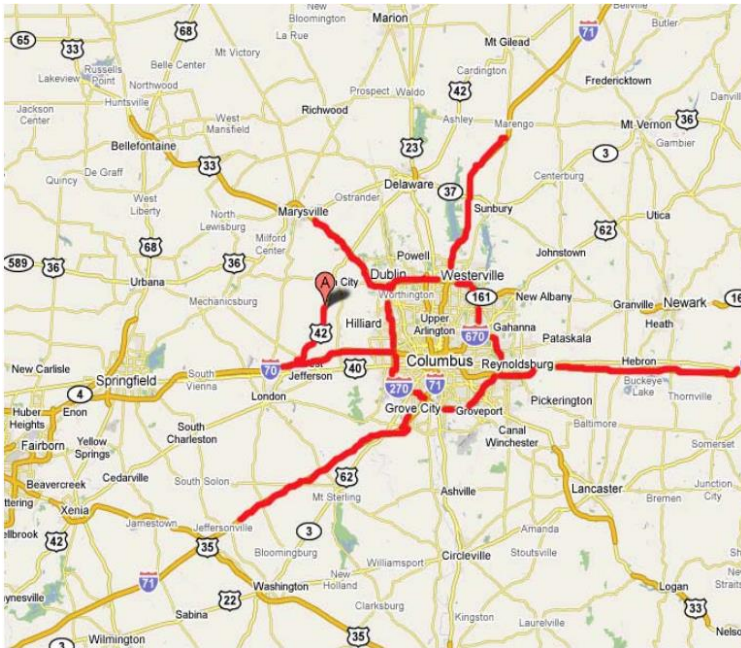 New Bloomington
Marion
71
Bellville
Butler
68
La Rue
Mt Gilead
65
33
Mt Victory
Cardington
Belle Center
42
Fredericktown
Lakeview
Russells Point
Northwood
Prospect
Waldo
Huntsville
Richwood
Ashley
Marengo
Jackson Center
West Mansfield
Mt Vernon
36
Bellefontaine
23
Gambier
3
33
De Graff
Centerburg
Quincy
Delaware
37
Ostrander
West Liberty
North Lewisburg
Marysville
Sunbury
Utica
62
68
Milford Center
Powell
Johnstown
589
36
36
A
City
Dublin
Westerville
Urbana
Worthington
161
New Albany
Mechanicsburg
Granville
Newark
16
42
Hilliard
Upper Arlington
670
Gahanna
Heath
Pataskala
New Carlisle
South Vienna
70
Jefferson
40
Columbus
Reynoldsburg
Hebron
Springfield
4
London
270
71
Buckeye Lake
Thornville
Pickerington
Huber Heights
Enon
Grove City
Groveport
Baltimore
Fairborn
Yellow Springs
South Charleston
Canal Winchester
Somerset
62
Beavercreek
Cedarville
South Solon
Mt Sterling
Ashville
Lancaster
Bremen
Junction City
Xenia
Jamestown
Jeffersonville
3
Amanda
42
35
Bloomingburg
Circleville
Stoutsville
Williamsport
71
New Holland
Washington
Logan
New Straits
22
Clarksburg
Sabina
Kingston
Laurelville
33
3
Wilmington
35